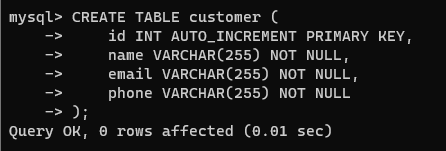 mysql> CREATE TABLE customer (
    ->     id INT AUTO_INCREMENT PRIMARY KEY,
    ->     name VARCHAR(255) NOT NULL,
    ->     email VARCHAR(255) NOT NULL,
    ->     phone VARCHAR(255) NOT NULL
    -> );
Query OK, 0 rows affected (0.01 sec)